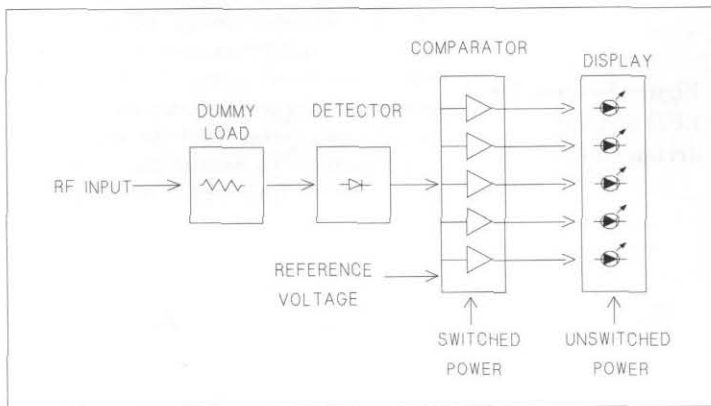 COMPARATOR
DISPLAY
DUMMY
LOAD
DETECTOR
RF INPUT
REFERENCE
VOLTAGE
SWITCHED
POWER
UNSWITCHED
POWER